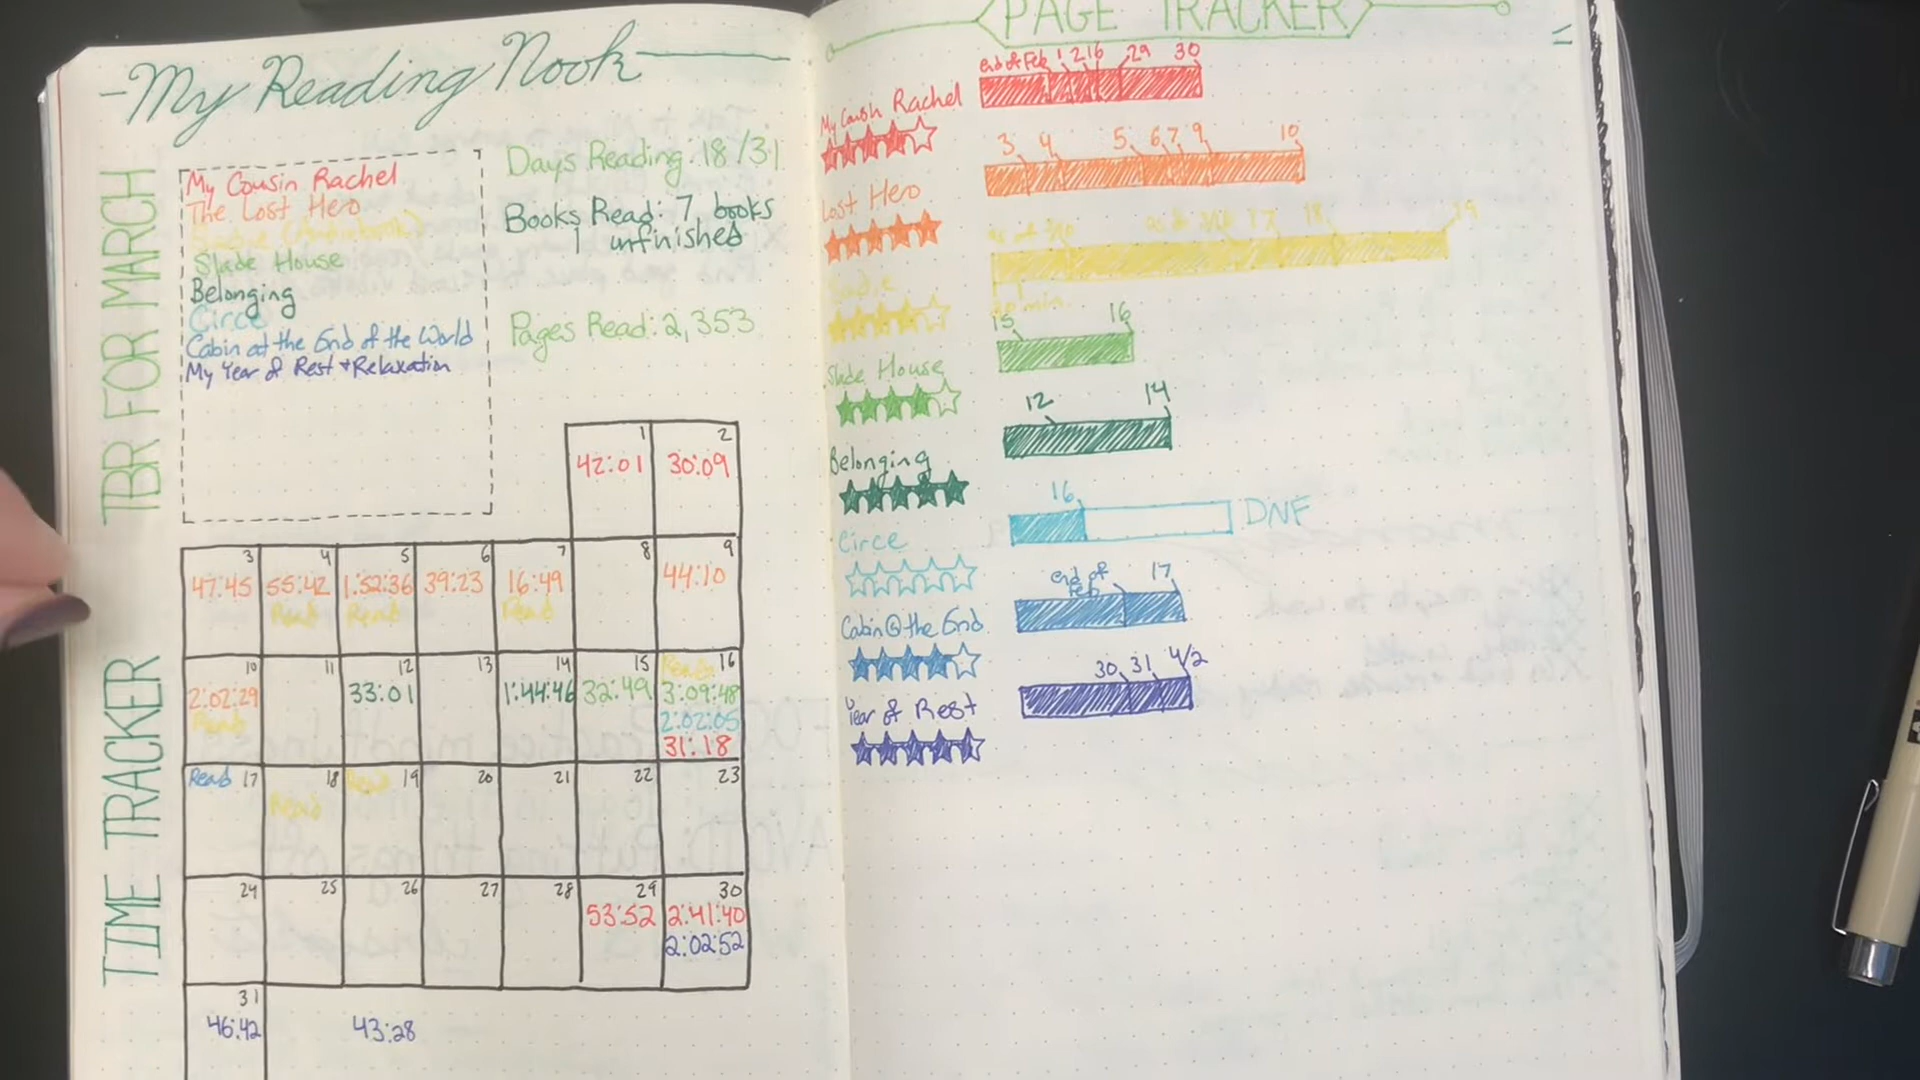 My Reading Nook
TBR FOR MARCH
My Cousin Rachel
The Lost Hero
Sadie (Audiobook)
Slade House
Belonging
Circe
Cabin at the End of the World
My Year of Rest + Relaxation
Days Reading: 18/31
Books Read: 7 books
1 unfinished
Pages Read: 2,353
TIME TRACKER
1 2
42:01 30:09
3 4 5 6 7 8 9
47:45 55:42 1:52:36 39:23 16:49 44:10
Read Read Read
10 11 12 13 14 15 16
Read
2:02:29 33:01 1:44:46 32:49 3:09:48
Read 2:02:05
31:18
Read 17 18 Read 19 20 21 22 23
Read
24 25 26 27 28 29 30
53:52 2:41:40
2:02:52
31
46:42 43:28
PAGE TRACKER
end of Feb 1 2 16 29 30
My Cousin Rachel
3 4 5 6 7 9 10
Lost Hero
17 18 19
Sadie
min
15 16
Slade House
12 14
Belonging
16 DNF
Circe
end of Feb 17
Cabin @ the End
30 31 4/2
Year of Rest